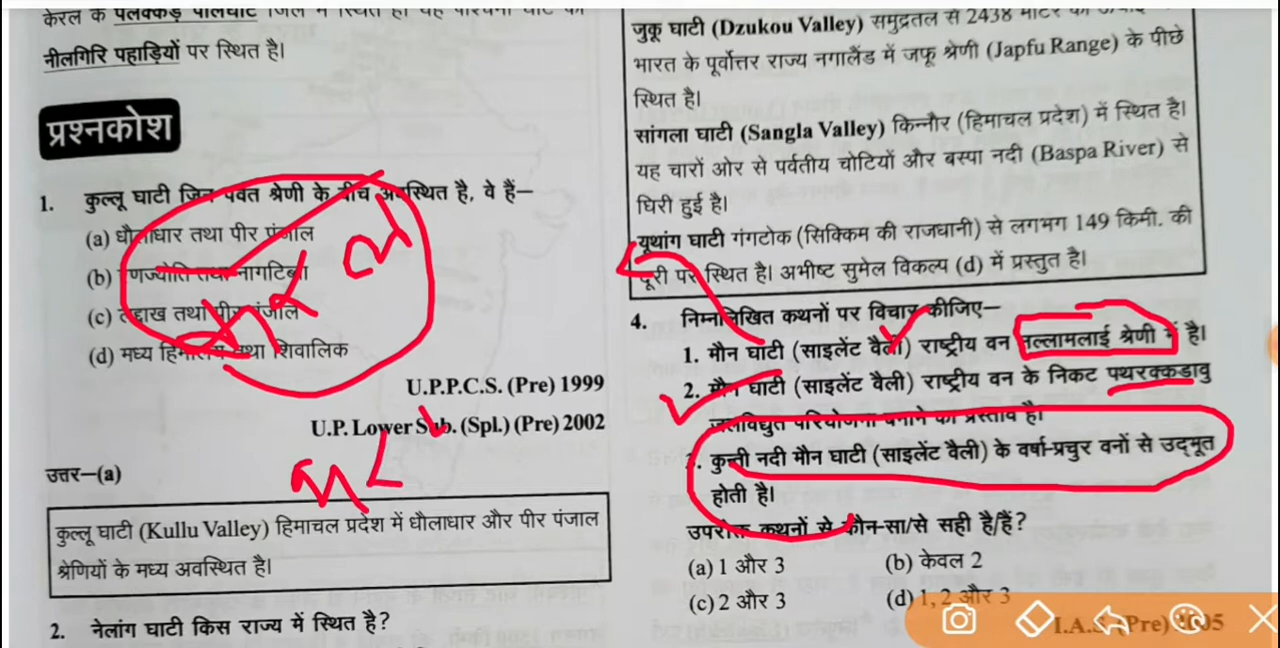 केरल के पलक्कड़ पालघाट जिले में स्थित है। यह
नीलगिरि पहाड़ियों पर स्थित है।
प्रश्नकोश
1. कुल्लू घाटी जिन पर्वत श्रेणी के बीच अवस्थित है, वे हैं—
(a) धौलाधार तथा पीर पंजाल
(b) रणज्योति तथा नागटिब्बा
(c) लद्दाख तथा पीर पंजाल
(d) मध्य हिमालय तथा शिवालिक
U.P.P.C.S. (Pre) 1999
U.P. Lower Sub. (Spl.) (Pre) 2002
उत्तर—(a)
कुल्लू घाटी (Kullu Valley) हिमाचल प्रदेश में धौलाधार और पीर पंजाल
श्रेणियों के मध्य अवस्थित है।
2. नेलांग घाटी किस राज्य में स्थित है?
जुकू घाटी (Dzukou Valley) समुद्रतल से 2438 मीटर की
भारत के पूर्वोत्तर राज्य नगालैंड में जफू श्रेणी (Japfu Range) के पीछे
स्थित है।
सांगला घाटी (Sangla Valley) किन्नौर (हिमाचल प्रदेश) में स्थित है।
यह चारों ओर से पर्वतीय चोटियों और बस्पा नदी (Baspa River) से
घिरी हुई है।
यूथांग घाटी गंगटोक (सिक्किम की राजधानी) से लगभग 149 किमी. की
दूरी पर स्थित है। अभीष्ट सुमेल विकल्प (d) में प्रस्तुत है।
4. निम्नलिखित कथनों पर विचार कीजिए—
1. मौन घाटी (साइलेंट वैली) राष्ट्रीय वन नल्लामलाई श्रेणी में है।
2. मौन घाटी (साइलेंट वैली) राष्ट्रीय वन के निकट पथरक्कडावु
जलविद्युत परियोजना बनाने का प्रस्ताव है।
3. कुन्ती नदी मौन घाटी (साइलेंट वैली) के वर्षा-प्रचुर वनों से उद्भूत
होती है।
उपरोक्त कथनों से कौन-सा/से सही है/हैं?
(a) 1 और 3 (b) केवल 2
(c) 2 और 3 (d) 1, 2 और 3
I.A.S. (Pre) 2005